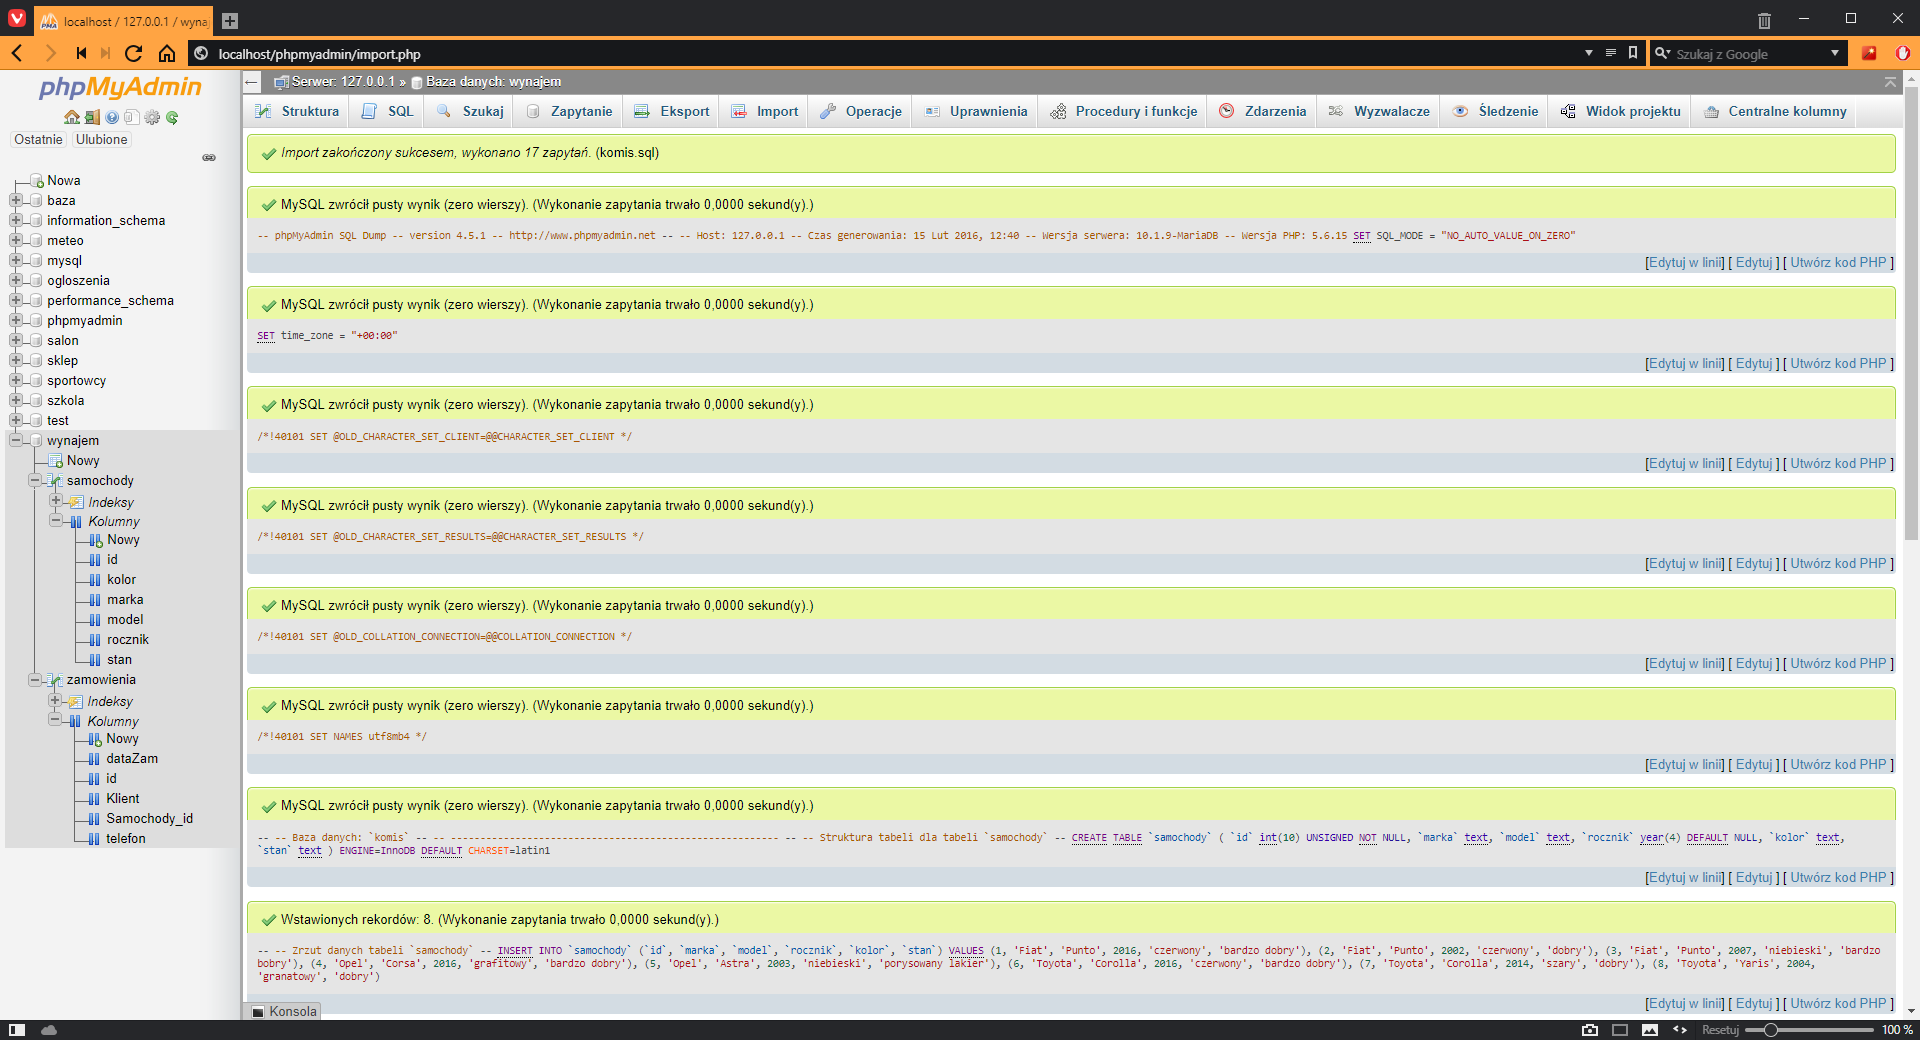 localhost / 127.0.0.1 / wyna
localhost/phpmyadmin/import.php
Szukaj z Google
phpMyAdmin
Ostatnie
Ulubione
Nowa
baza
information_schema
meteo
mysql
ogloszenia
performance_schema
phpmyadmin
salon
sklep
sportowcy
szkola
test
wynajem
Nowy
samochody
Indeksy
Kolumny
Nowy
id
kolor
marka
model
rocznik
stan
zamowienia
Indeksy
Kolumny
Nowy
dataZam
id
Klient
Samochody_id
telefon
Serwer: 127.0.0.1 » Baza danych: wynajem
Struktura SQL Szukaj Zapytanie Eksport Import Operacje Uprawnienia Procedury i funkcje Zdarzenia Wyzwalacze Śledzenie Widok projektu Centralne kolumny
Import zakończony sukcesem, wykonano 17 zapytań. (komis.sql)
MySQL zwrócił pusty wynik (zero wierszy). (Wykonanie zapytania trwało 0,0000 sekund(y).)
-- phpMyAdmin SQL Dump -- version 4.5.1 -- http://www.phpmyadmin.net -- -- Host: 127.0.0.1 -- Czas generowania: 15 Lut 2016, 12:40 -- Wersja serwera: 10.1.9-MariaDB -- Wersja PHP: 5.6.15 SET SQL_MODE = "NO_AUTO_VALUE_ON_ZERO"
[Edytuj w linii] [ Edytuj ] [ Utwórz kod PHP ]
MySQL zwrócił pusty wynik (zero wierszy). (Wykonanie zapytania trwało 0,0000 sekund(y).)
SET time_zone = "+00:00"
[Edytuj w linii] [ Edytuj ] [ Utwórz kod PHP ]
MySQL zwrócił pusty wynik (zero wierszy). (Wykonanie zapytania trwało 0,0000 sekund(y).)
/*!40101 SET @OLD_CHARACTER_SET_CLIENT=@@CHARACTER_SET_CLIENT */
[Edytuj w linii] [ Edytuj ] [ Utwórz kod PHP ]
MySQL zwrócił pusty wynik (zero wierszy). (Wykonanie zapytania trwało 0,0000 sekund(y).)
/*!40101 SET @OLD_CHARACTER_SET_RESULTS=@@CHARACTER_SET_RESULTS */
[Edytuj w linii] [ Edytuj ] [ Utwórz kod PHP ]
MySQL zwrócił pusty wynik (zero wierszy). (Wykonanie zapytania trwało 0,0000 sekund(y).)
/*!40101 SET @OLD_COLLATION_CONNECTION=@@COLLATION_CONNECTION */
[Edytuj w linii] [ Edytuj ] [ Utwórz kod PHP ]
MySQL zwrócił pusty wynik (zero wierszy). (Wykonanie zapytania trwało 0,0000 sekund(y).)
/*!40101 SET NAMES utf8mb4 */
[Edytuj w linii] [ Edytuj ] [ Utwórz kod PHP ]
MySQL zwrócił pusty wynik (zero wierszy). (Wykonanie zapytania trwało 0,0000 sekund(y).)
-- -- Baza danych: `komis` -- -- -------------------------------------------------------- -- -- Struktura tabeli dla tabeli `samochody` -- CREATE TABLE `samochody` ( `id` int(10) UNSIGNED NOT NULL, `marka` text, `model` text, `rocznik` year(4) DEFAULT NULL, `kolor` text,
`stan` text ) ENGINE=InnoDB DEFAULT CHARSET=latin1
[Edytuj w linii] [ Edytuj ] [ Utwórz kod PHP ]
Wstawionych rekordów: 8. (Wykonanie zapytania trwało 0,0000 sekund(y).)
-- -- Zrzut danych tabeli `samochody` -- INSERT INTO `samochody` (`id`, `marka`, `model`, `rocznik`, `kolor`, `stan`) VALUES (1, 'Fiat', 'Punto', 2016, 'czerwony', 'bardzo dobry'), (2, 'Fiat', 'Punto', 2002, 'czerwony', 'dobry'), (3, 'Fiat', 'Punto', 2007, 'niebieski', 'bardzo
bobry'), (4, 'Opel', 'Corsa', 2016, 'grafitowy', 'bardzo dobry'), (5, 'Opel', 'Astra', 2003, 'niebieski', 'porysowany lakier'), (6, 'Toyota', 'Corolla', 2016, 'czerwony', 'bardzo dobry'), (7, 'Toyota', 'Corolla', 2014, 'szary', 'dobry'), (8, 'Toyota', 'Yaris', 2004,
'granatowy', 'dobry')
[Edytuj w linii] [ Edytuj ] [ Utwórz kod PHP ]
Konsola
Resetuj 100 %